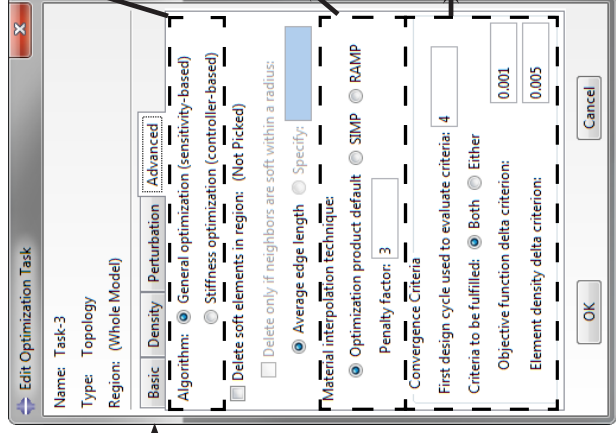 Edit Optimization Task
Name: Task-3
Type: Topology
Region: (Whole Model)
Basic Density Perturbation Advanced
Algorithm: General optimization (sensitivity-based)
Stiffness optimization (controller-based)
Delete soft elements in region: (Not Picked)
Delete only if neighbors are soft within a radius:
Average edge length Specify:
Material interpolation technique:
Optimization product default SIMP RAMP
Penalty factor: 3
Convergence Criteria
First design cycle used to evaluate criteria: 4
Criteria to be fulfilled: Both Either
Objective function delta criterion: 0.001
Element density delta criterion: 0.005
OK Cancel